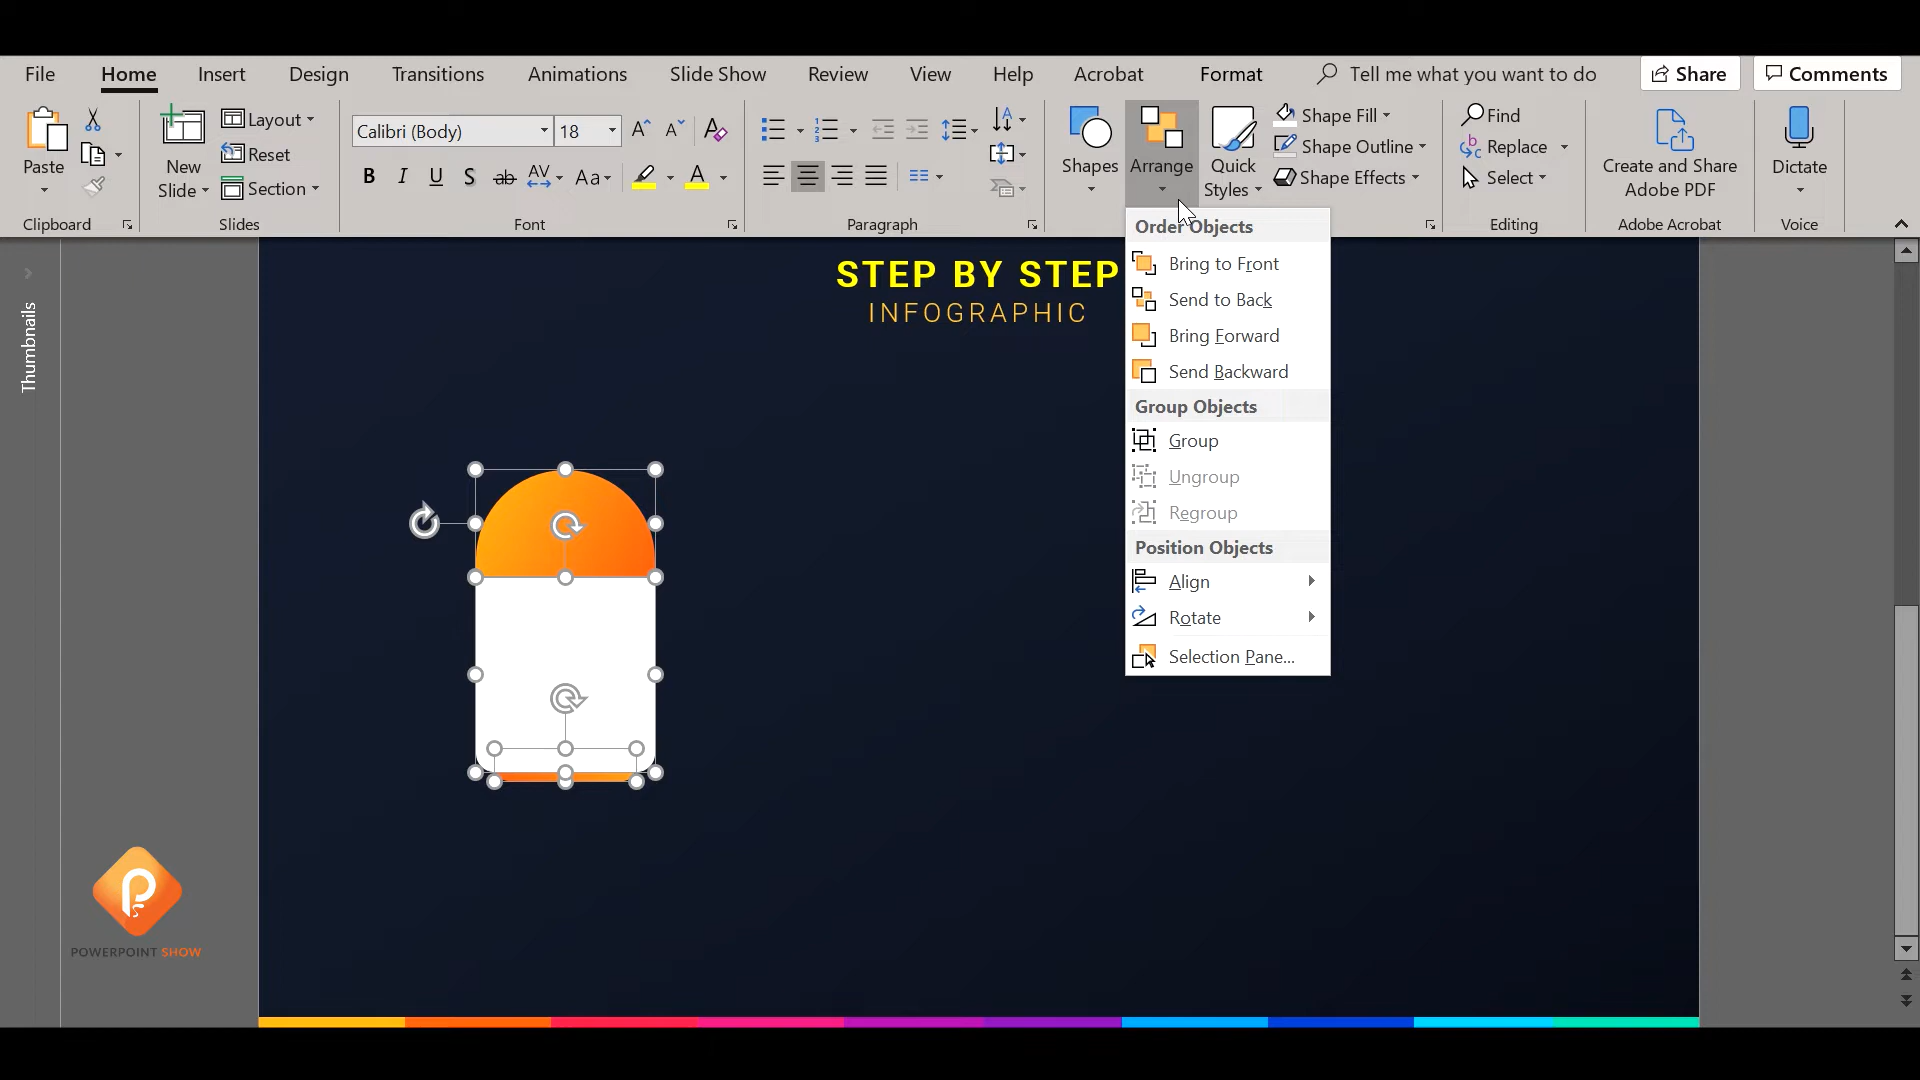 File Home Insert Design Transitions Animations Slide Show Review View Help Acrobat Format Tell me what you want to do Share Comments
Paste
New Slide
Layout
Reset
Section
Calibri (Body) 18
B I U S ab AV Aa A
Shapes
Arrange
Quick Styles
Shape Fill
Shape Outline
Shape Effects
Find
Replace
Select
Create and Share
Adobe PDF
Dictate
Clipboard Slides Font Paragraph Editing Adobe Acrobat Voice
Order Objects
Bring to Front
Send to Back
Bring Forward
Send Backward
Group Objects
Group
Ungroup
Regroup
Position Objects
Align
Rotate
Selection Pane...
Thumbnails
STEP BY STEP
INFOGRAPHIC
POWERPOINT SHOW